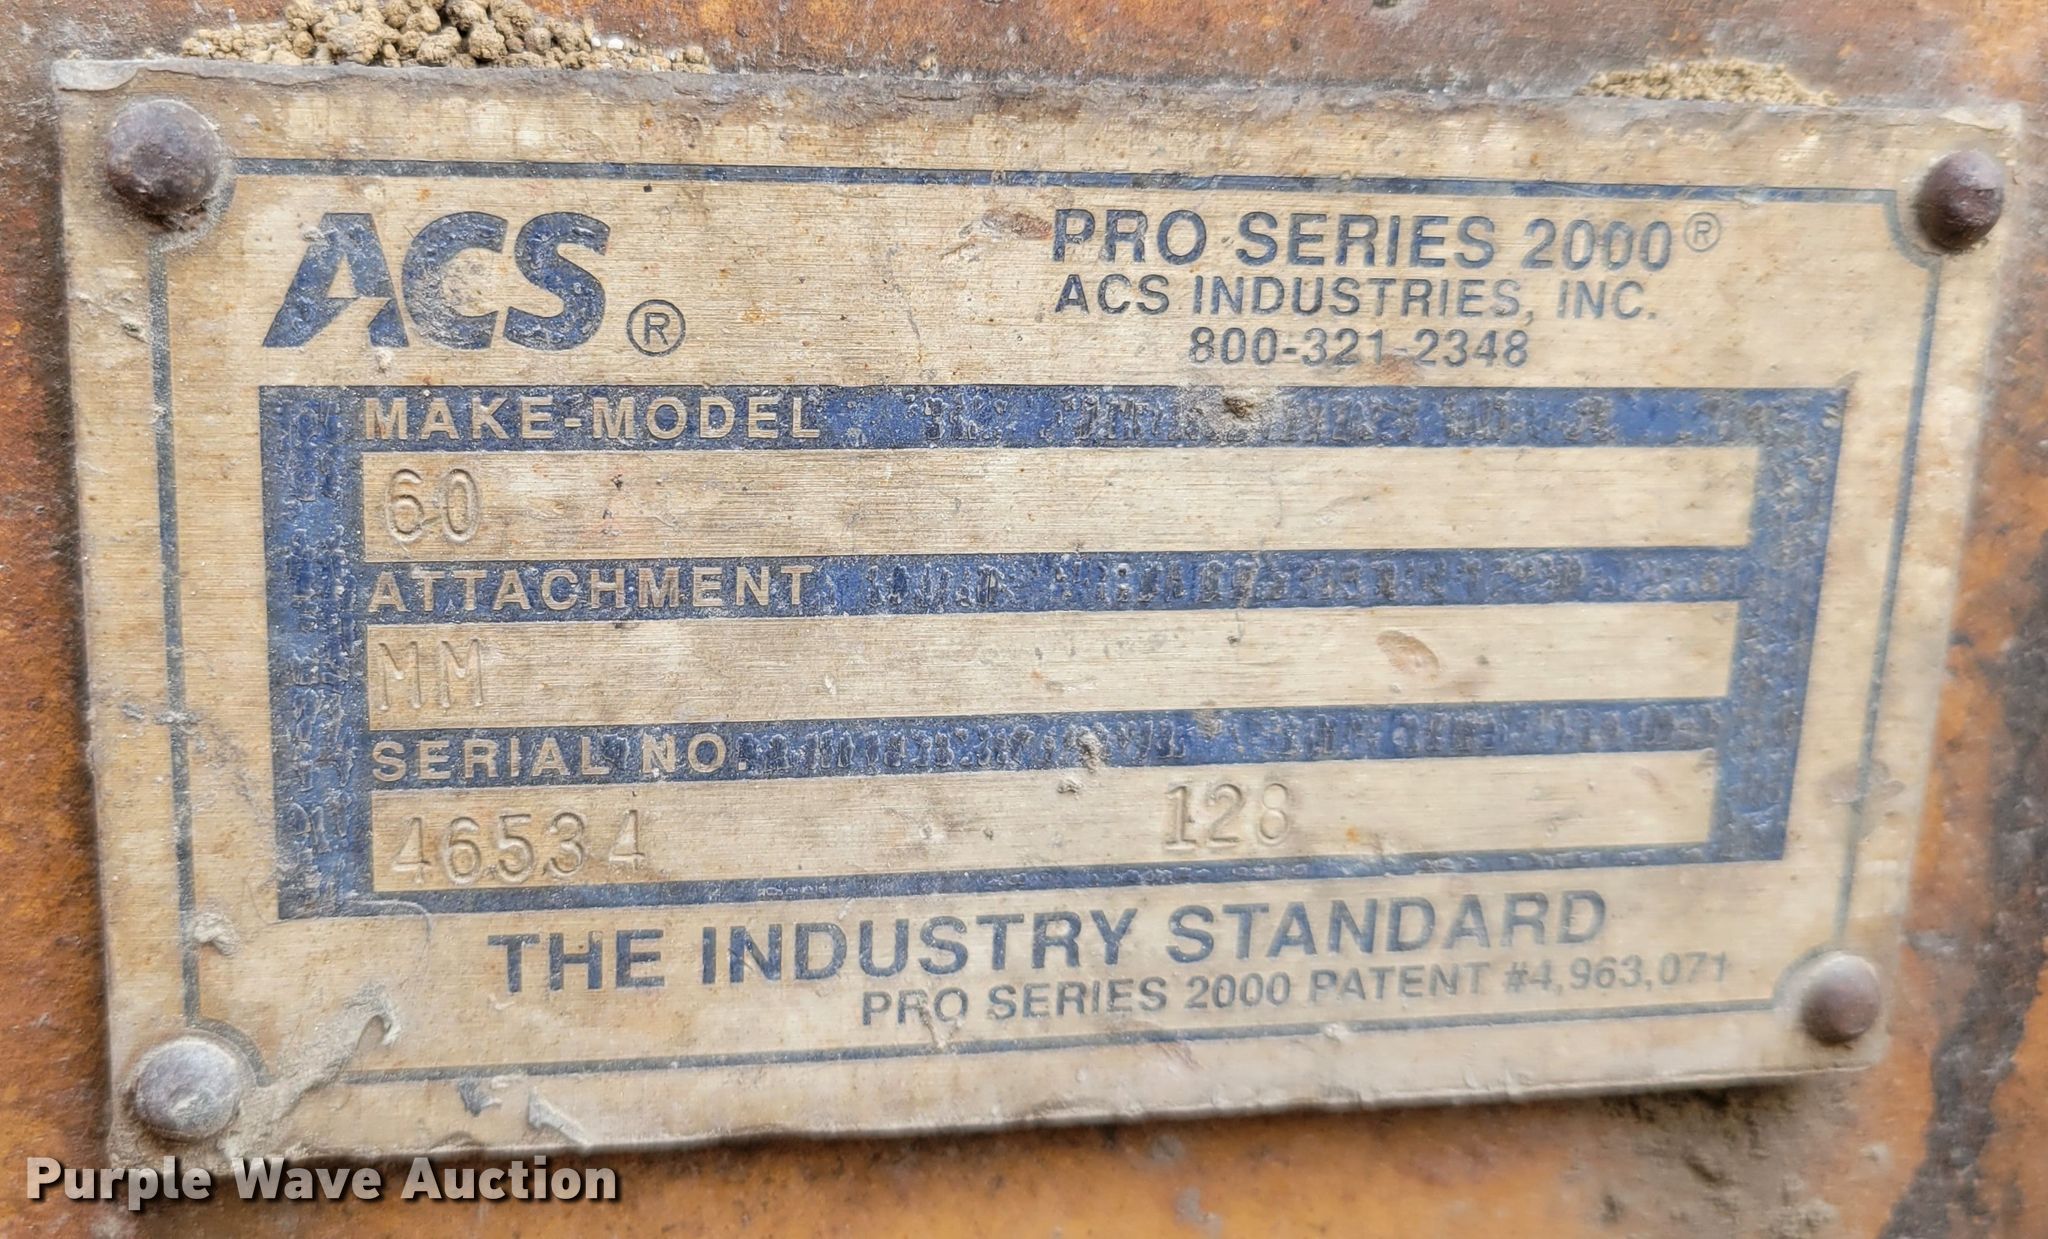 ACS®
PRO SERIES 2000®
ACS INDUSTRIES, INC.
800-321-2348
MAKE-MODEL
60
ATTACHMENT
MM
SERIAL NO.
46534 128
THE INDUSTRY STANDARD
PRO SERIES 2000 PATENT #4,963,071
Purple Wave Auction